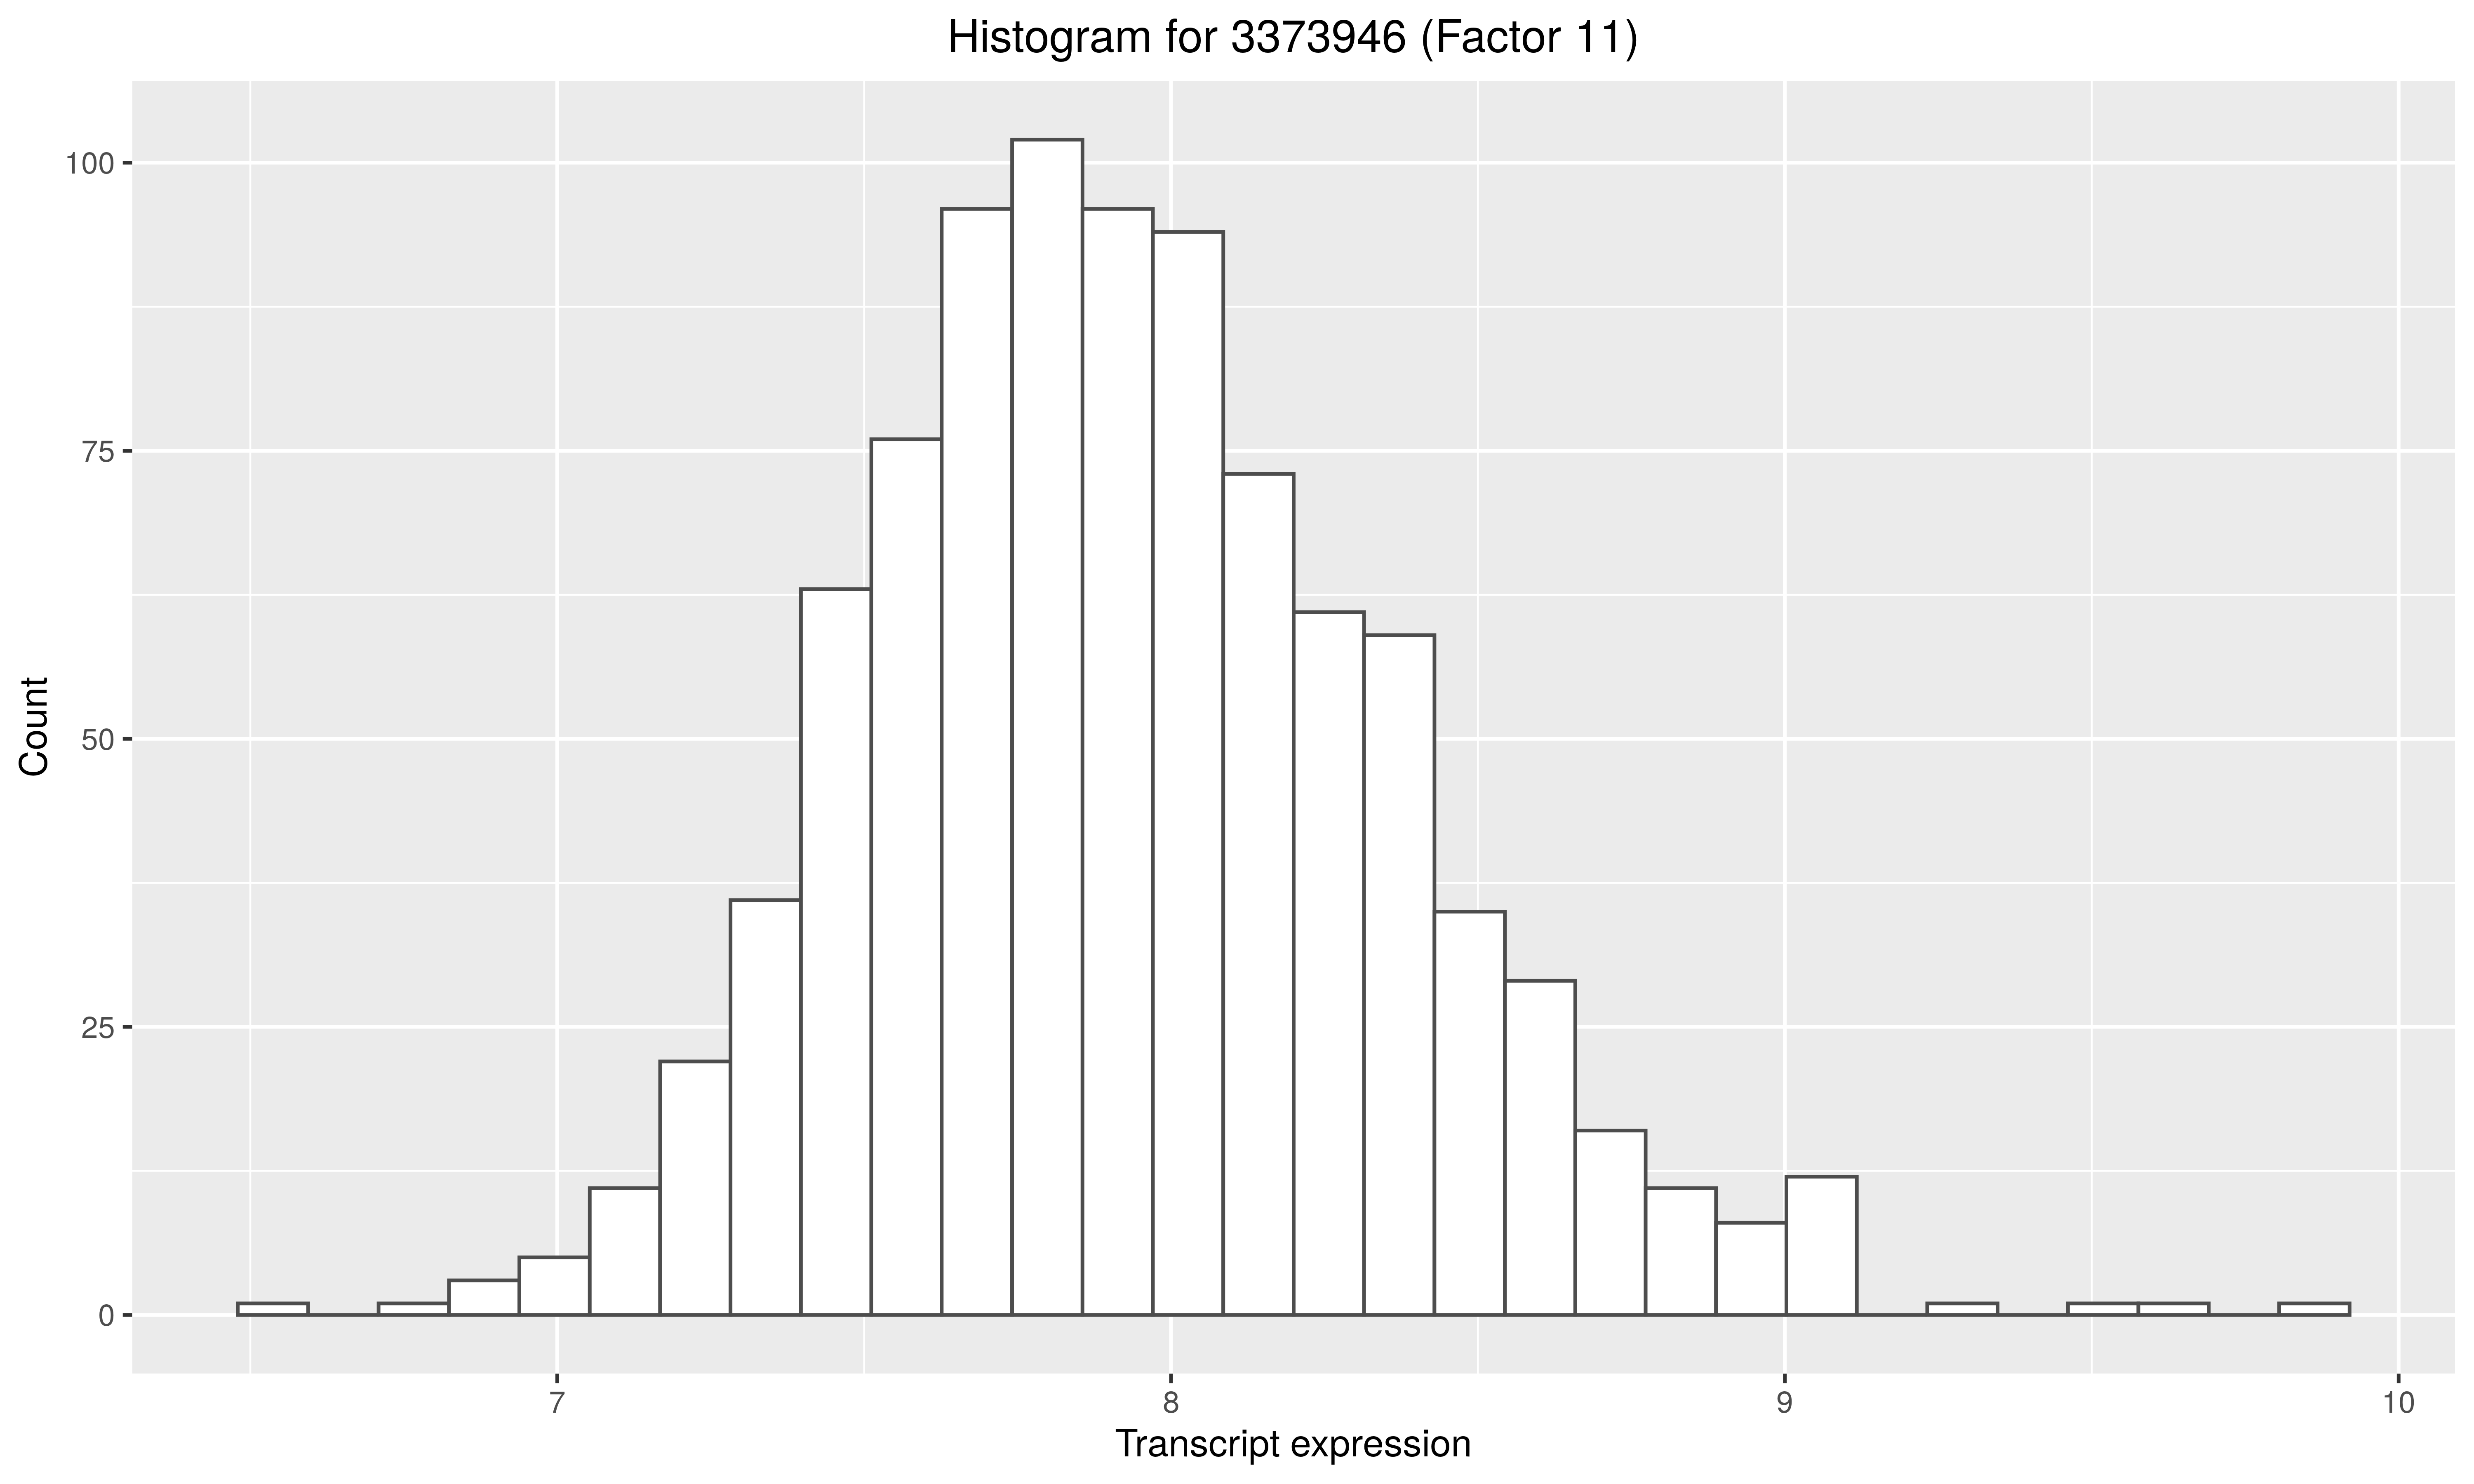 Histogram for 3373946 (Factor 11)
100
75
50
25
0
Count
7 8 9 10
Transcript expression